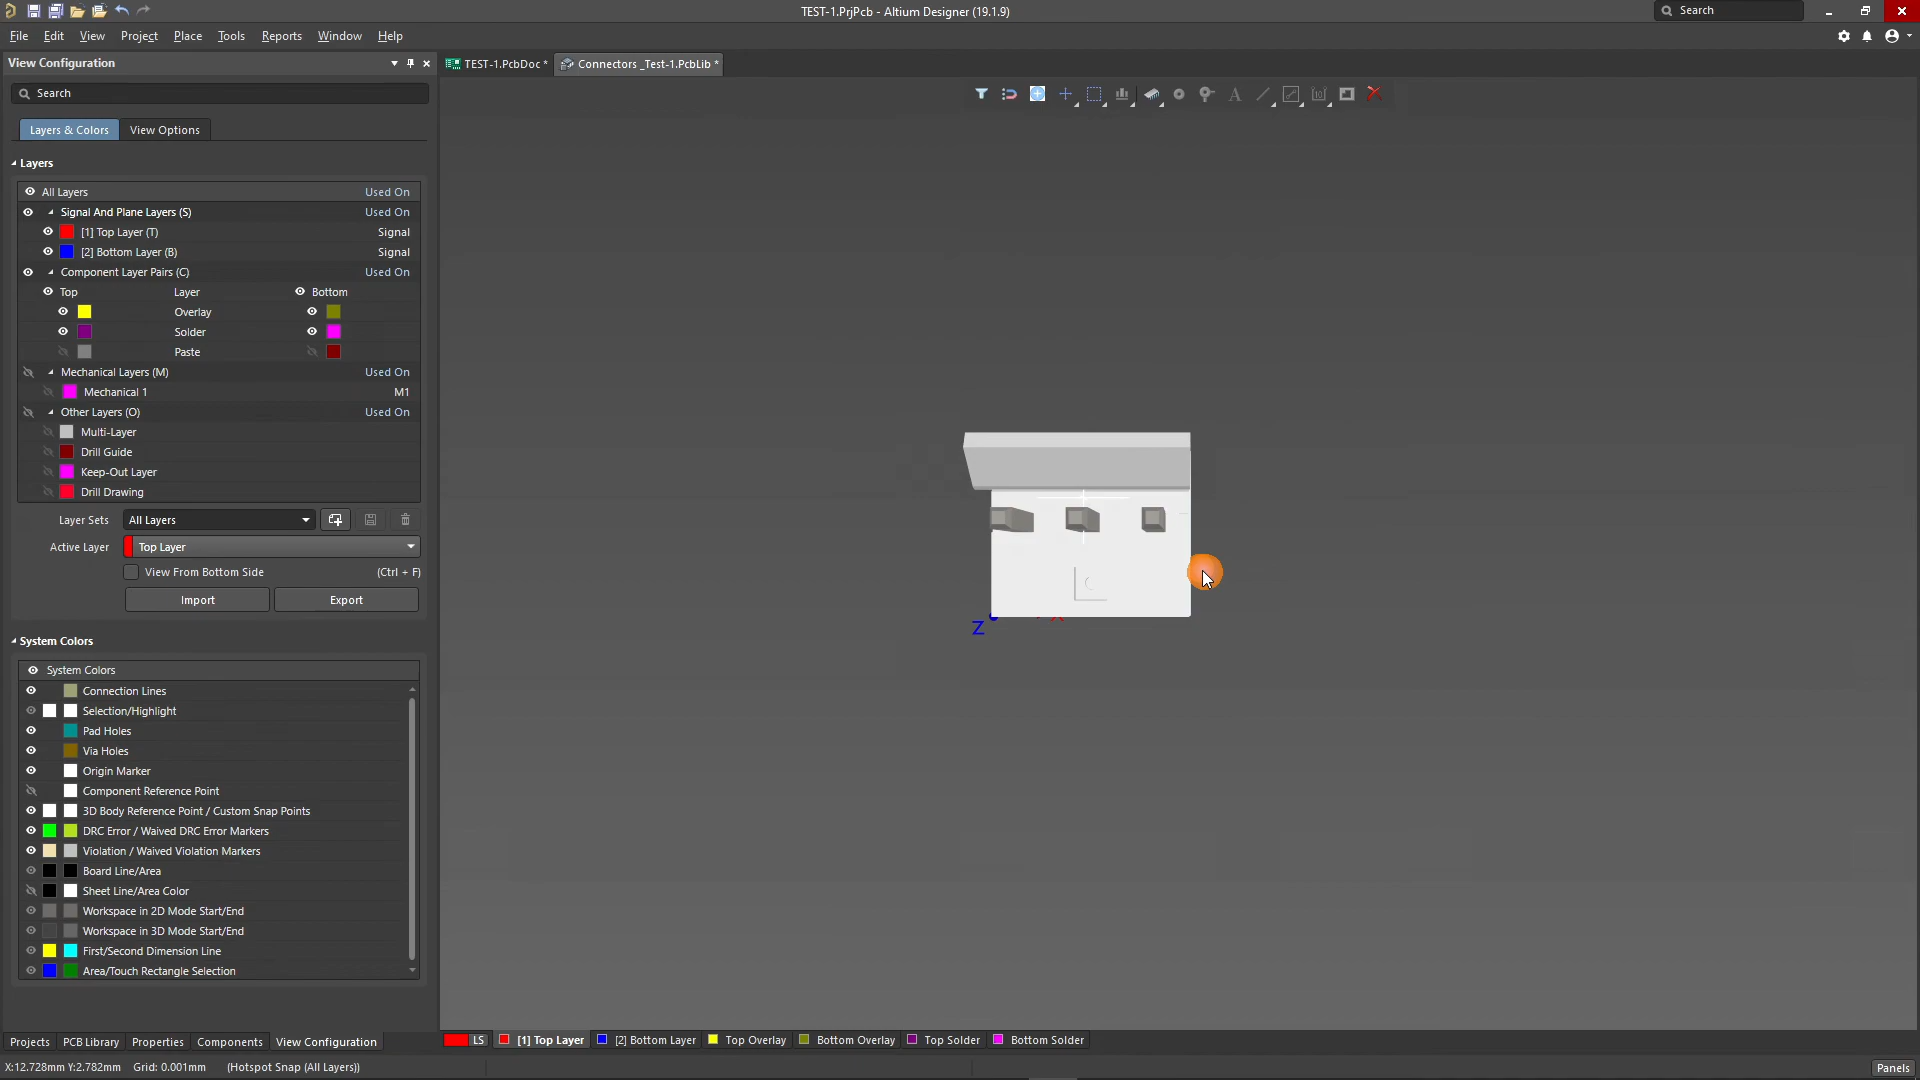 TEST-1.PrjPcb - Altium Designer (19.1.9)
Search
File Edit View Project Place Tools Reports Window Help
View Configuration
TEST-1.PcbDoc *
Connectors _Test-1.PcbLib *
Search
Layers & Colors
View Options
Layers
All Layers Used On
Signal And Plane Layers (S) Used On
[1] Top Layer (T) Signal
[2] Bottom Layer (B) Signal
Component Layer Pairs (C) Used On
Top Layer Bottom
Overlay
Solder
Paste
Mechanical Layers (M) Used On
Mechanical 1 M1
Other Layers (O) Used On
Multi-Layer
Drill Guide
Keep-Out Layer
Drill Drawing
Layer Sets All Layers
Active Layer Top Layer
View From Bottom Side (Ctrl + F)
Import Export
System Colors
System Colors
Connection Lines
Selection/Highlight
Pad Holes
Via Holes
Origin Marker
Component Reference Point
3D Body Reference Point / Custom Snap Points
DRC Error / Waived DRC Error Markers
Violation / Waived Violation Markers
Board Line/Area
Sheet Line/Area Color
Workspace in 2D Mode Start/End
Workspace in 3D Mode Start/End
First/Second Dimension Line
Area/Touch Rectangle Selection
Z
Projects PCB Library Properties Components View Configuration
LS [1] Top Layer [2] Bottom Layer Top Overlay Bottom Overlay Top Solder Bottom Solder
X:12.728mm Y:2.782mm Grid: 0.001mm (Hotspot Snap (All Layers))
Panels